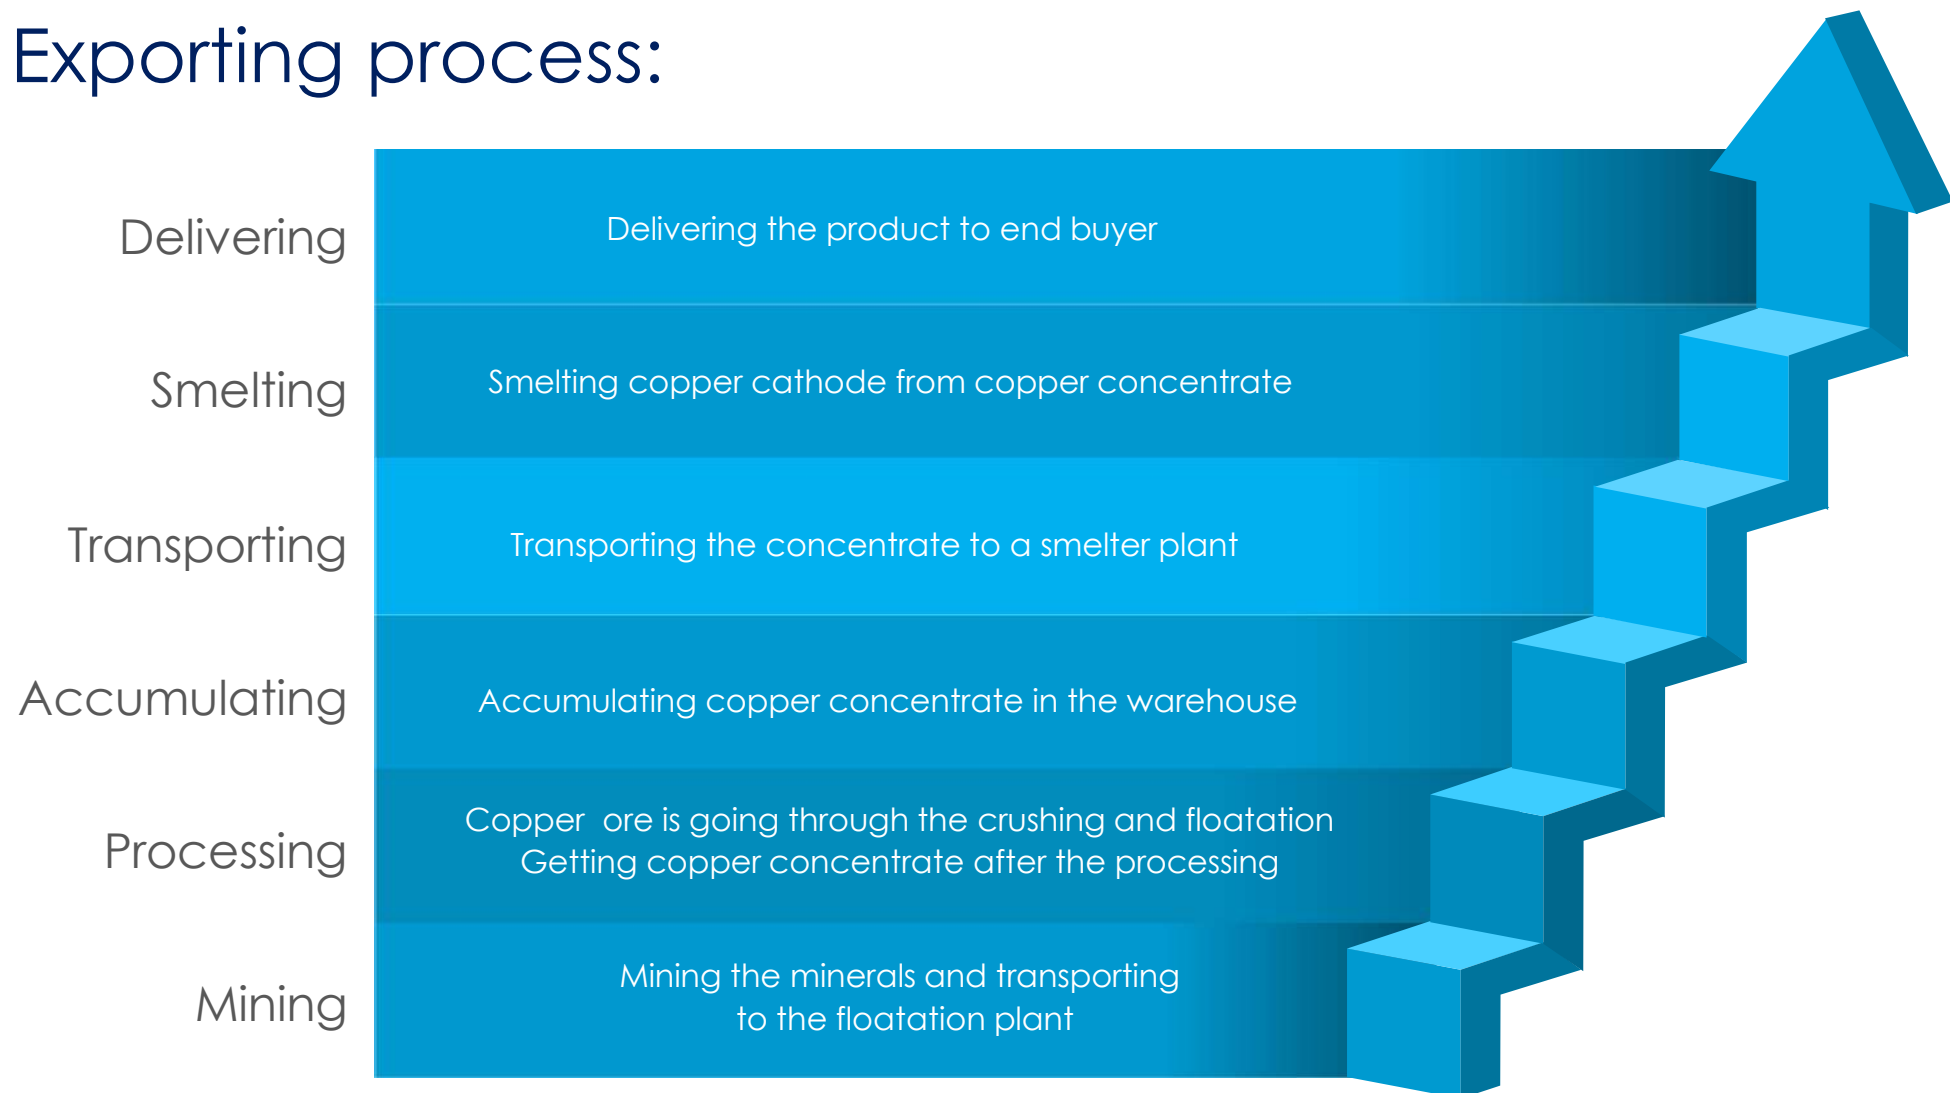 Exporting process:
Delivering
Delivering the product to end buyer
Smelting
Smelting copper cathode from copper concentrate
Transporting
Transporting the concentrate to a smelter plant
Accumulating
Accumulating copper concentrate in the warehouse
Processing
Copper  ore is going through the crushing and floatation
Getting copper concentrate after the processing
Mining
Mining the minerals and transporting
to the floatation plant